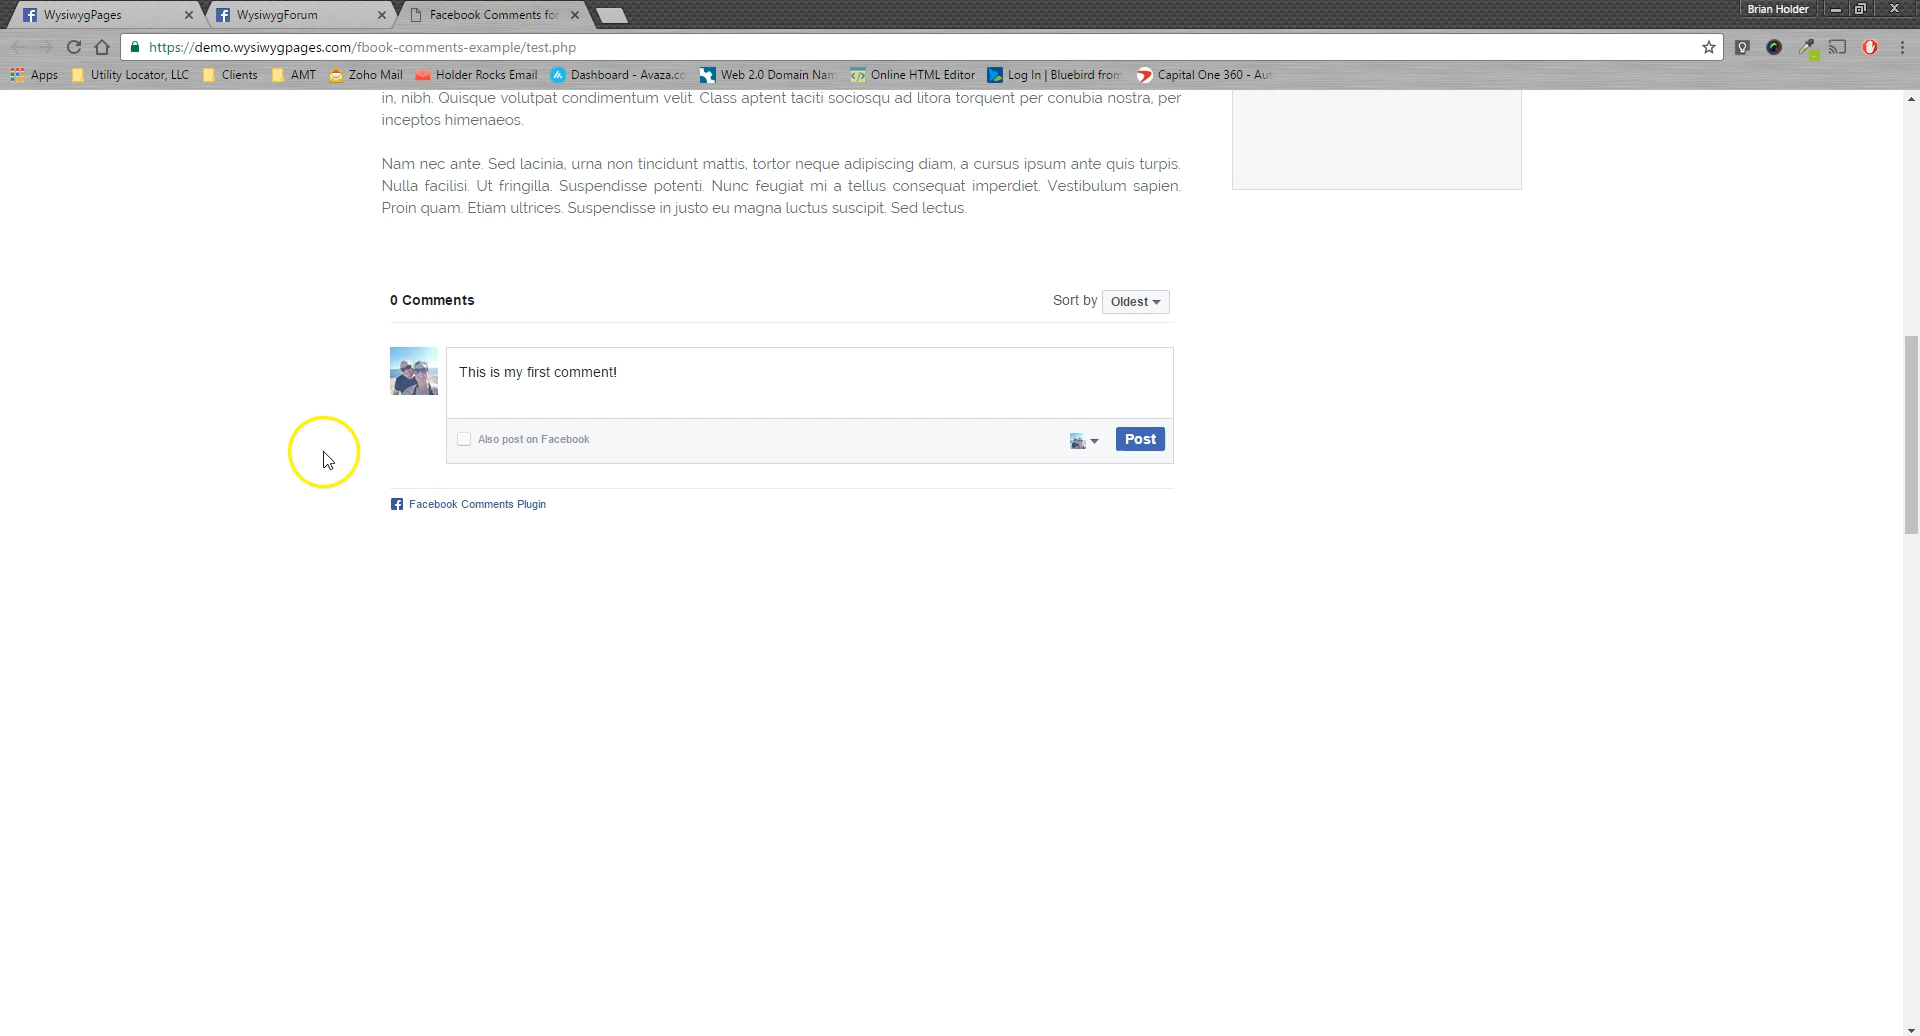 WysiwygPages
WysiwygForum
Facebook Comments for
Brian Holder
https://demo.wysiwygpages.com/fbook-comments-example/test.php
Apps Utility Locator, LLC Clients AMT Zoho Mail Holder Rocks Email Dashboard - Avaza.co Web 2.0 Domain Nam Online HTML Editor Log In | Bluebird from Capital One 360 - Aut
in, nibh. Quisque volutpat condimentum velit. Class aptent taciti sociosqu ad litora torquent per conubia nostra, per
inceptos himenaeos.
Nam nec ante. Sed lacinia, urna non tincidunt mattis, tortor neque adipiscing diam, a cursus ipsum ante quis turpis.
Nulla facilisi. Ut fringilla. Suspendisse potenti. Nunc feugiat mi a tellus consequat imperdiet. Vestibulum sapien.
Proin quam. Etiam ultrices. Suspendisse in justo eu magna luctus suscipit. Sed lectus.
0 Comments
Sort by Oldest
This is my first comment!
Also post on Facebook
Post
Facebook Comments Plugin